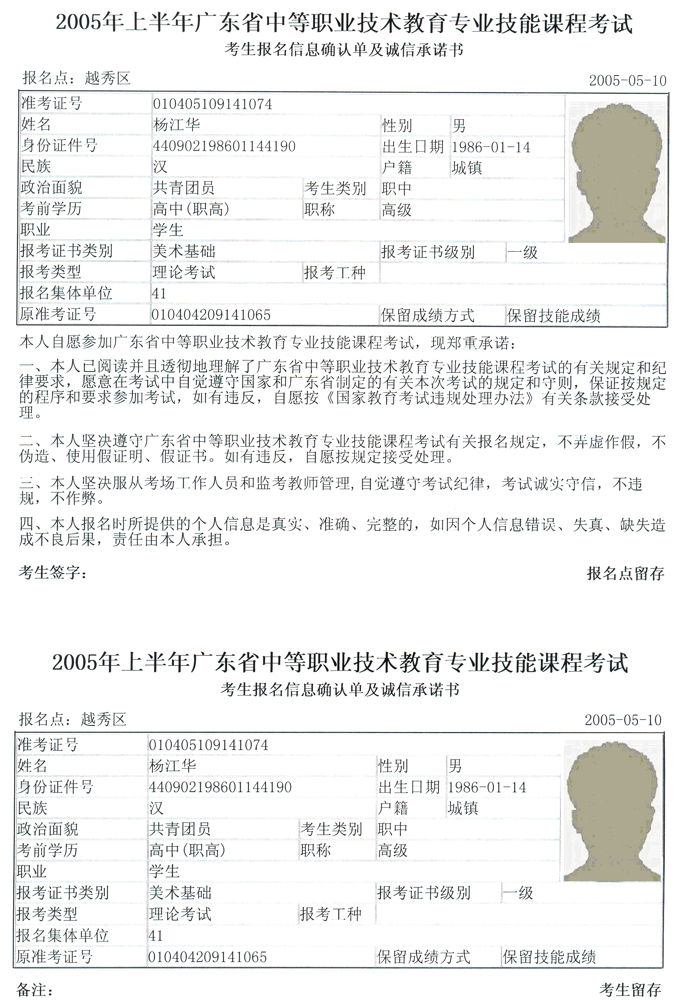 2005年上半年广东省中等职业技术教育专业技能课程考试
考生报名信息确认单及诚信承诺书
报名点：越秀区 2005-05-10
准考证号 010405109141074
姓名 杨江华 性别 男
身份证件号 440902198601144190 出生日期 1986-01-14
民族 汉 户籍 城镇
政治面貌 共青团员 考生类别 职中
考前学历 高中(职高) 职称 高级
职业 学生
报考证书类别 美术基础 报考证书级别 一级
报考类型 理论考试 报考工种
报名集体单位 41
原准考证号 010404209141065 保留成绩方式 保留技能成绩
本人自愿参加广东省中等职业技术教育专业技能课程考试，现郑重承诺：
一、本人已阅读并且透彻地理解了广东省中等职业技术教育专业技能课程考试的有关规定和纪
律要求，愿意在考试中自觉遵守国家和广东省制定的有关本次考试的规定和守则，保证按规定
的程序和要求参加考试，如有违反，自愿按《国家教育考试违规处理办法》有关条款接受处
理。
二、本人坚决遵守广东省中等职业技术教育专业技能课程考试有关报名规定，不弄虚作假，不
伪造、使用假证明、假证书。如有违反，自愿按规定接受处理。
三、本人坚决服从考场工作人员和监考教师管理,自觉遵守考试纪律，考试诚实守信，不违
规，不作弊。
四、本人报名时所提供的个人信息是真实、准确、完整的，如因个人信息错误、失真、缺失造
成不良后果，责任由本人承担。
考生签字： 报名点留存
2005年上半年广东省中等职业技术教育专业技能课程考试
考生报名信息确认单及诚信承诺书
报名点：越秀区 2005-05-10
准考证号 010405109141074
姓名 杨江华 性别 男
身份证件号 440902198601144190 出生日期 1986-01-14
民族 汉 户籍 城镇
政治面貌 共青团员 考生类别 职中
考前学历 高中(职高) 职称 高级
职业 学生
报考证书类别 美术基础 报考证书级别 一级
报考类型 理论考试 报考工种
报名集体单位 41
原准考证号 010404209141065 保留成绩方式 保留技能成绩
备注： 考生留存